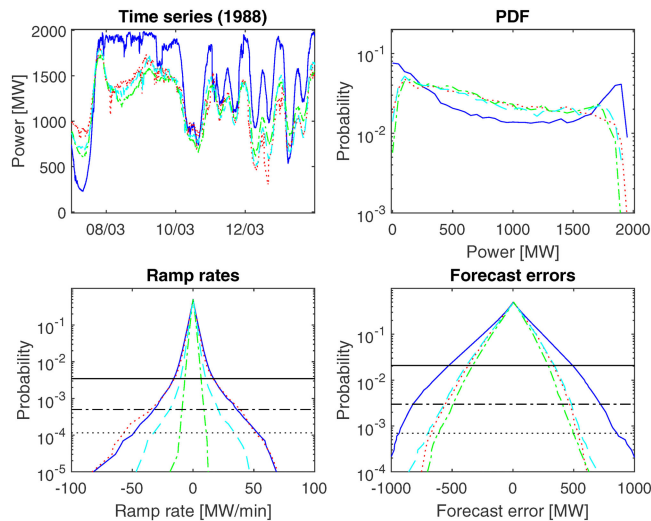 Time series (1988)
Power [MW]
2000
1500
1000
500
0
08/03 10/03 12/03
PDF
Probability
10-1
10-2
10-3
0 500 1000 1500 2000
Power [MW]
Ramp rates
Probability
10-1
10-2
10-3
10-4
10-5
-100 -50 0 50 100
Ramp rate [MW/min]
Forecast errors
Probability
10-1
10-2
10-3
10-4
-1000 -500 0 500 1000
Forecast error [MW]